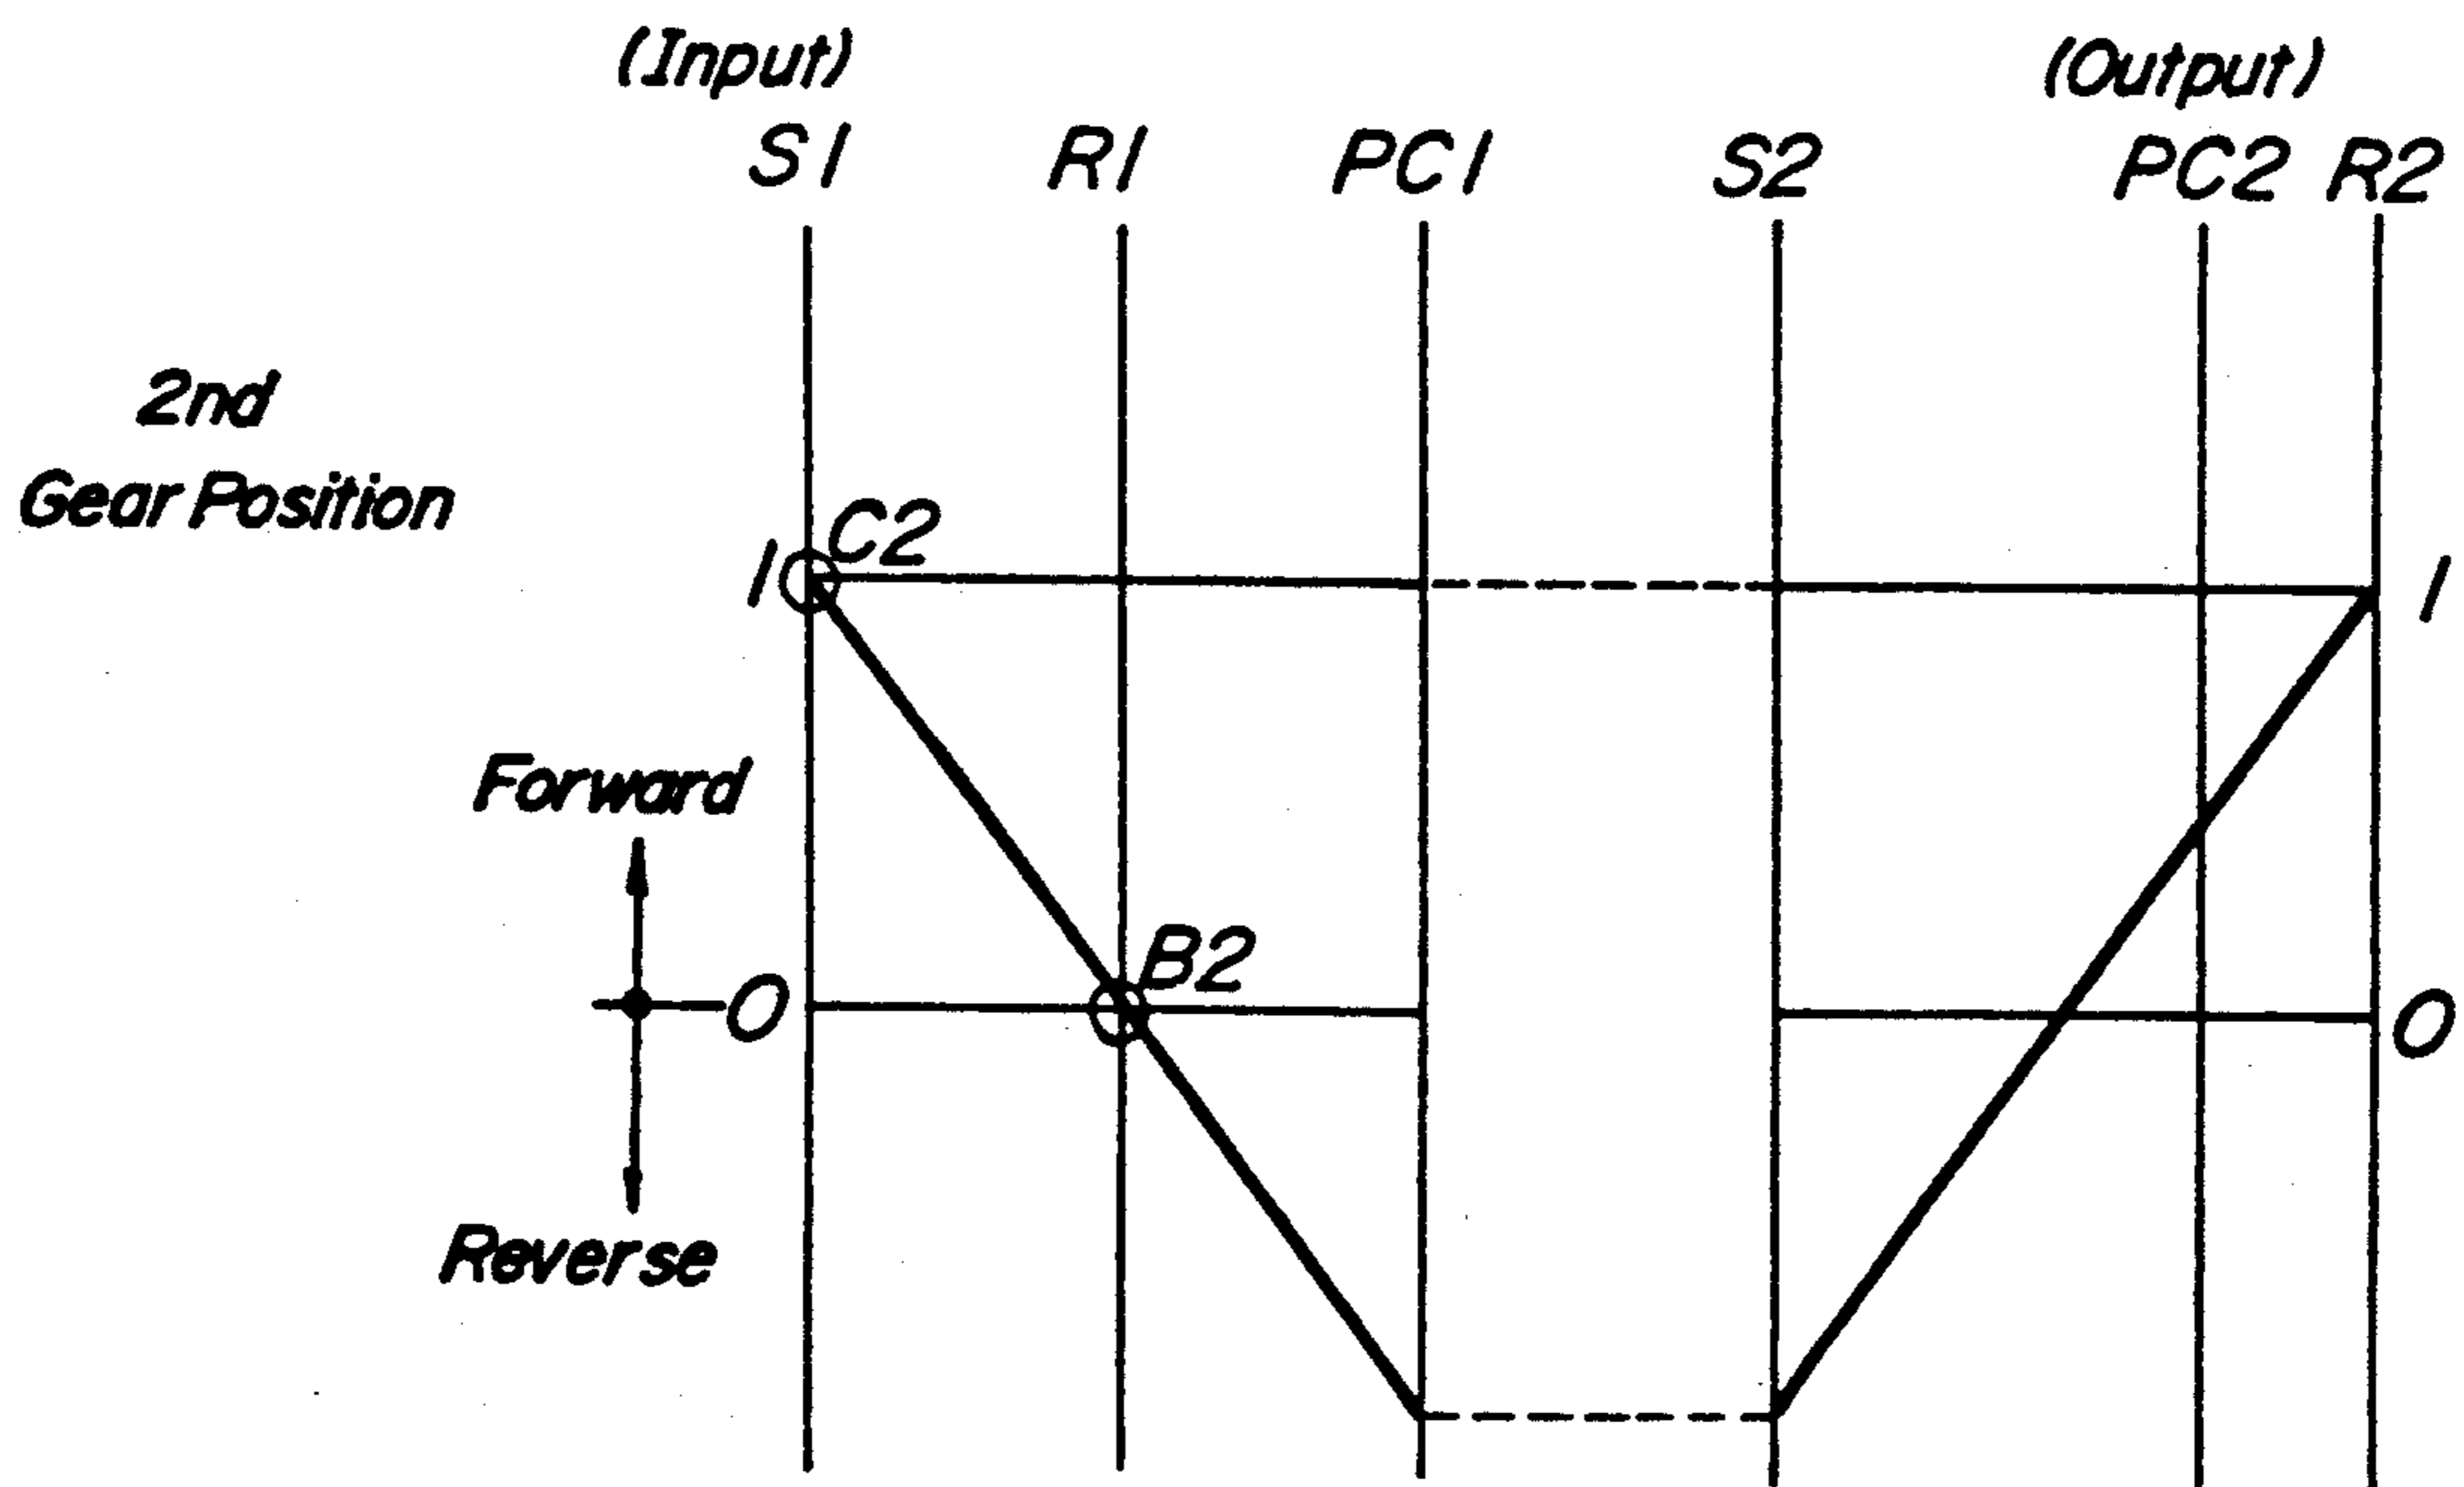 (Input) (Output)
S1 R1 PC1 S2 PC2 R2
2nd
Gear Position
C2
1 1
Forward
B2
0 0
Reverse